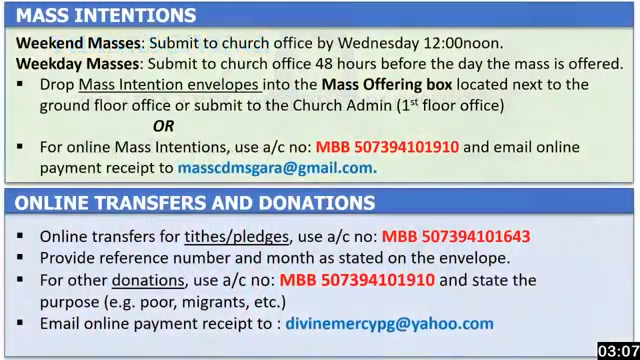 MASS INTENTIONS
Weekend Masses: Submit to church office by Wednesday 12:00noon.
Weekday Masses: Submit to church office 48 hours before the day the mass is offered.
▪ Drop Mass Intention envelopes into the Mass Offering box located next to the
ground floor office or submit to the Church Admin (1st floor office)
OR
▪ For online Mass Intentions, use a/c no: MBB 507394101910 and email online
payment receipt to masscdmsgara@gmail.com.
ONLINE TRANSFERS AND DONATIONS
▪ Online transfers for tithes/pledges, use a/c no: MBB 507394101643
▪ Provide reference number and month as stated on the envelope.
▪ For other donations, use a/c no: MBB 507394101910 and state the
purpose (e.g. poor, migrants, etc.)
▪ Email online payment receipt to : divinemercypg@yahoo.com
03:07